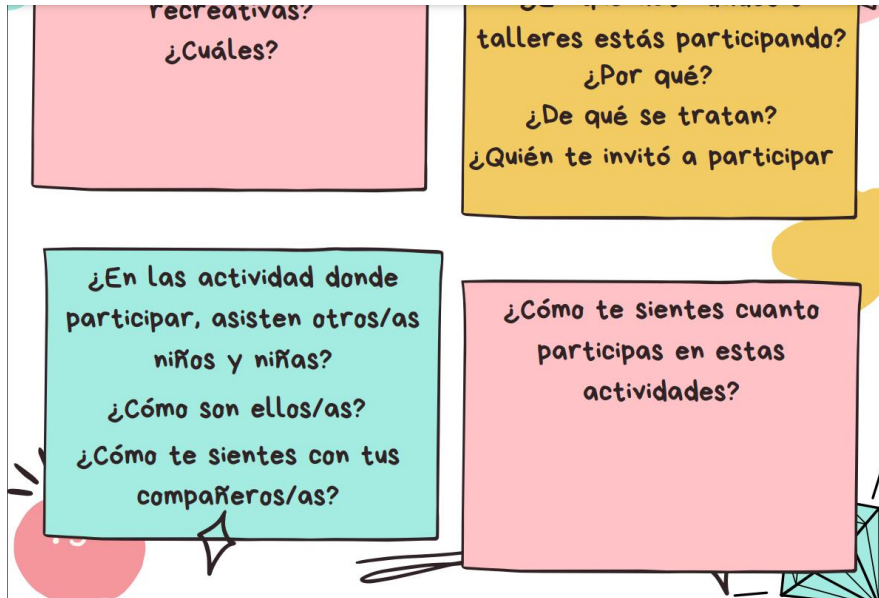 recreativas?
¿Cuáles?
talleres estás participando?
¿Por qué?
¿De qué se tratan?
¿Quién te invitó a participar
¿En las actividad donde
participar, asisten otros/as
niños y niñas?
¿Cómo son ellos/as?
¿Cómo te sientes con tus
compañeros/as?
¿Cómo te sientes cuanto
participas en estas
actividades?